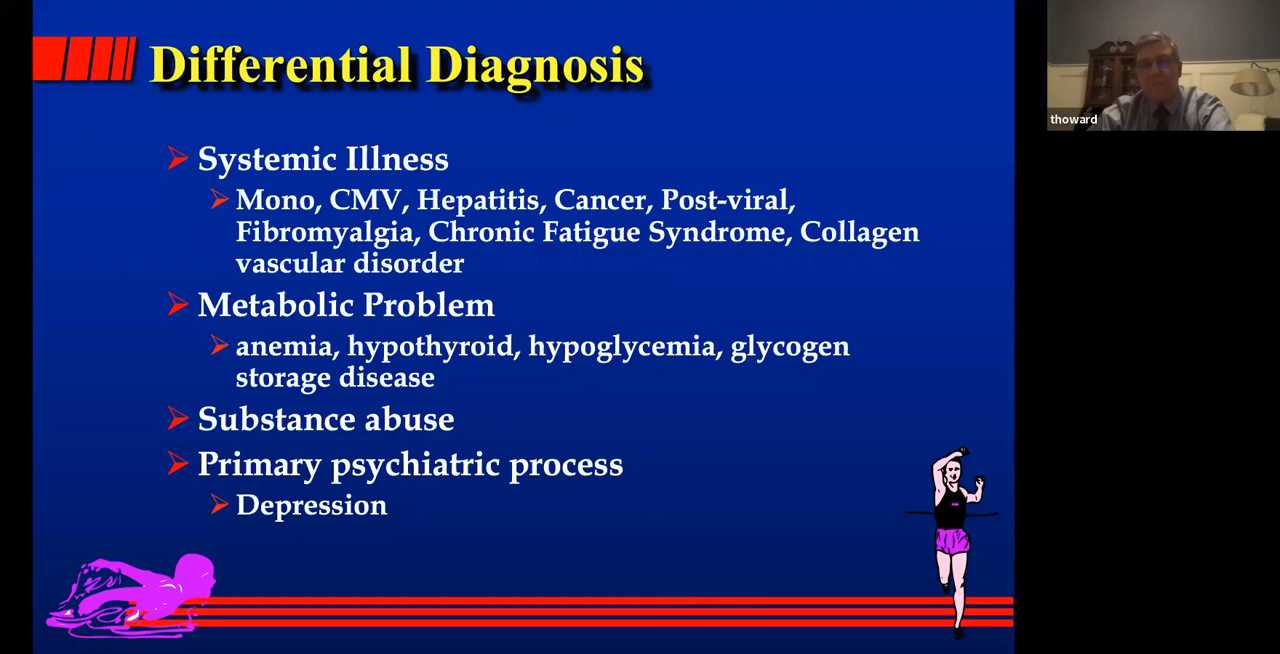 Differential Diagnosis
thoward
Systemic Illness
Mono, CMV, Hepatitis, Cancer, Post-viral,
Fibromyalgia, Chronic Fatigue Syndrome, Collagen
vascular disorder
Metabolic Problem
anemia, hypothyroid, hypoglycemia, glycogen
storage disease
Substance abuse
Primary psychiatric process
Depression